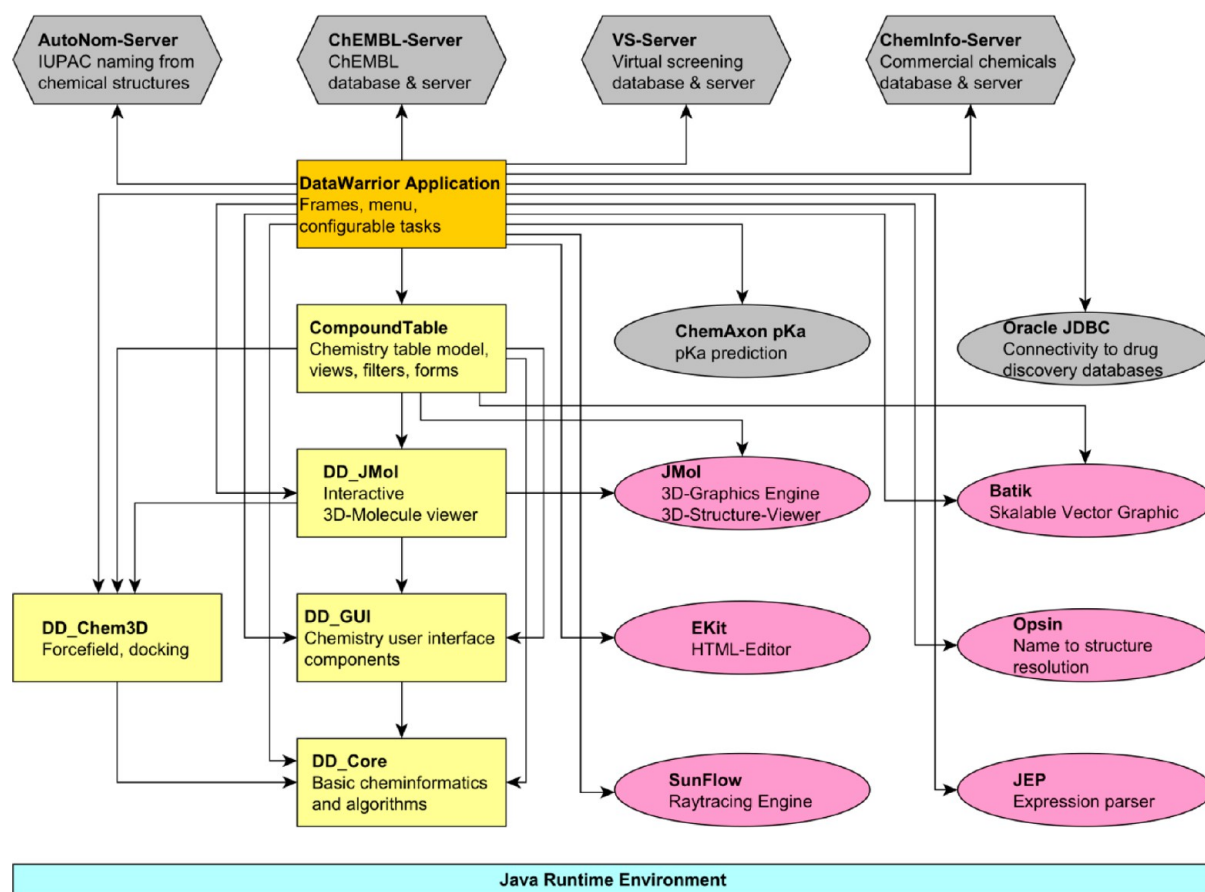 AutoNom-Server
IUPAC naming from
chemical structures
ChEMBL-Server
ChEMBL
database & server
VS-Server
Virtual screening
database & server
ChemInfo-Server
Commercial chemicals
database & server
DataWarrior Application
Frames, menu,
configurable tasks
CompoundTable
Chemistry table model,
views, filters, forms
ChemAxon pKa
pKa prediction
Oracle JDBC
Connectivity to drug
discovery databases
DD_JMol
Interactive
3D-Molecule viewer
JMol
3D-Graphics Engine
3D-Structure-Viewer
Batik
Skalable Vector Graphic
DD_Chem3D
Forcefield, docking
DD_GUI
Chemistry user interface
components
EKit
HTML-Editor
Opsin
Name to structure
resolution
DD_Core
Basic cheminformatics
and algorithms
SunFlow
Raytracing Engine
JEP
Expression parser
Java Runtime Environment